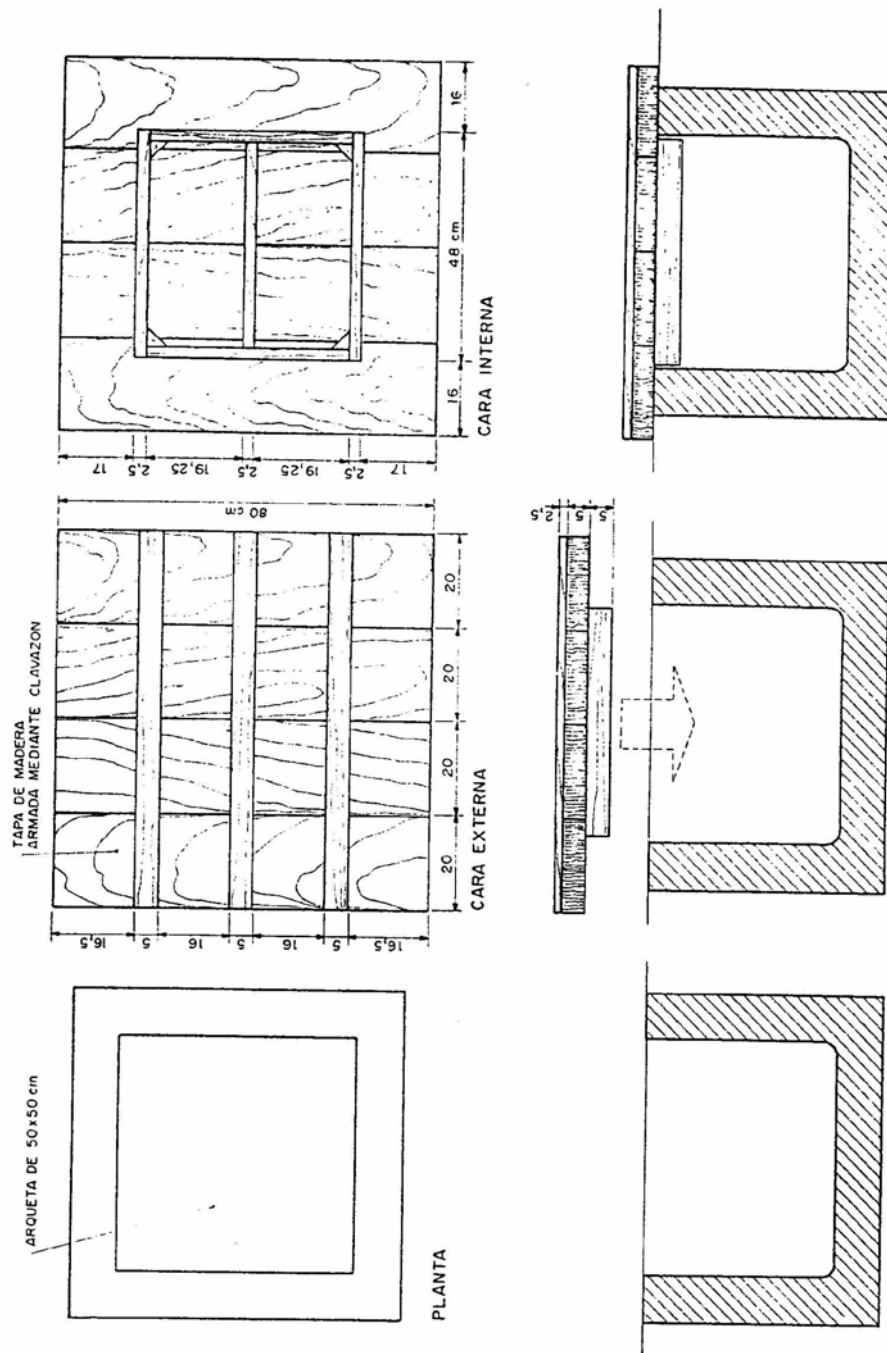 ARQUETA DE 50x50 cm
PLANTA
TAPA DE MADERA
ARMADA MEDIANTE CLAVAZON
16,5
5
16
5
16
5
16,5
80 cm
20
20
20
20
CARA EXTERNA
17
2,5
19,25
2,5
19,25
2,5
17
16
48 cm
16
CARA INTERNA
2,5
5
5